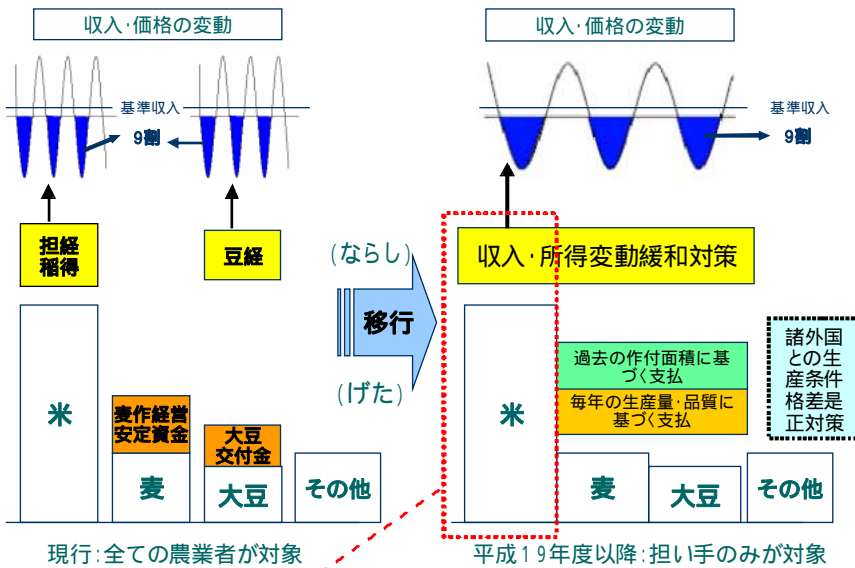 収入・価格の変動
基準収入
9割
担経
稲得
豆経
米
麦作経営
安定資金
麦
大豆
交付金
大豆
その他
現行:全ての農業者が対象
(ならし)
移行
(げた)
収入・価格の変動
基準収入
9割
収入・所得変動緩和対策
米
過去の作付面積に基
づく支払
毎年の生産量・品質に
基づく支払
諸外国
との生
産条件
格差是
正対策
麦
大豆
その他
平成19年度以降:担い手のみが対象